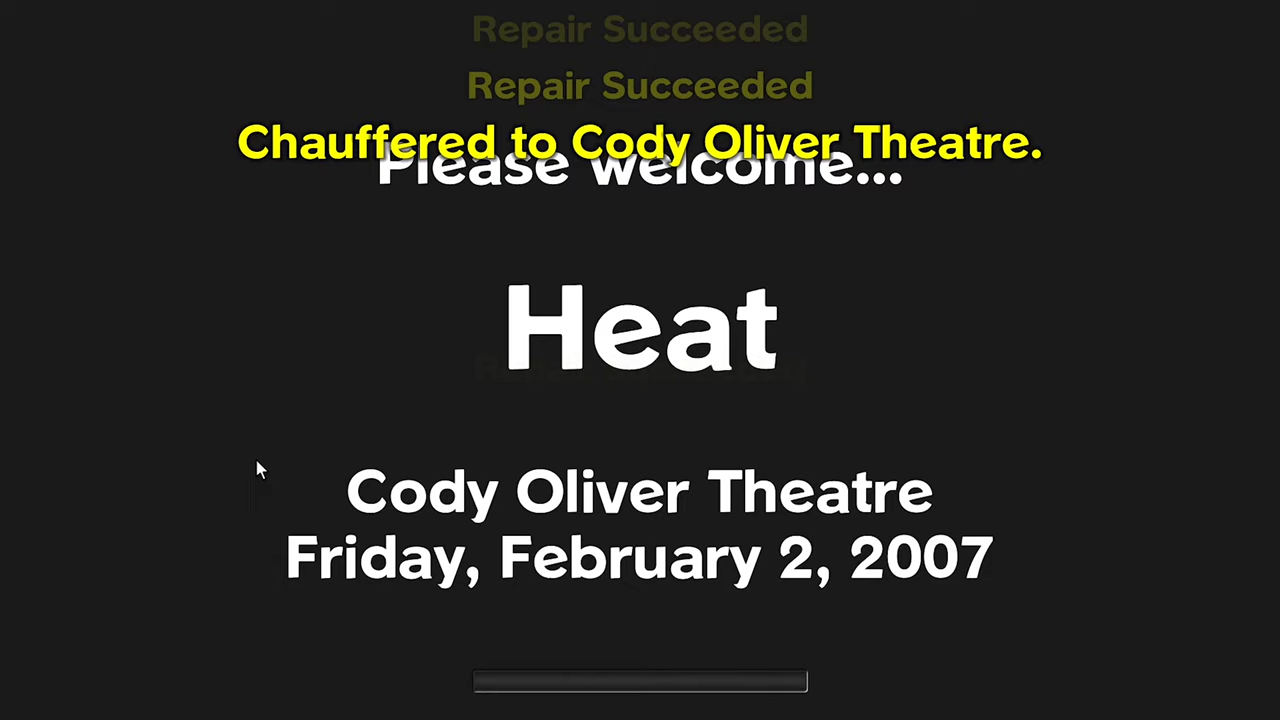 Repair Succeeded
Repair Succeeded
Chauffered to Cody Oliver Theatre.
Please welcome...
Heat
Cody Oliver Theatre
Friday, February 2, 2007